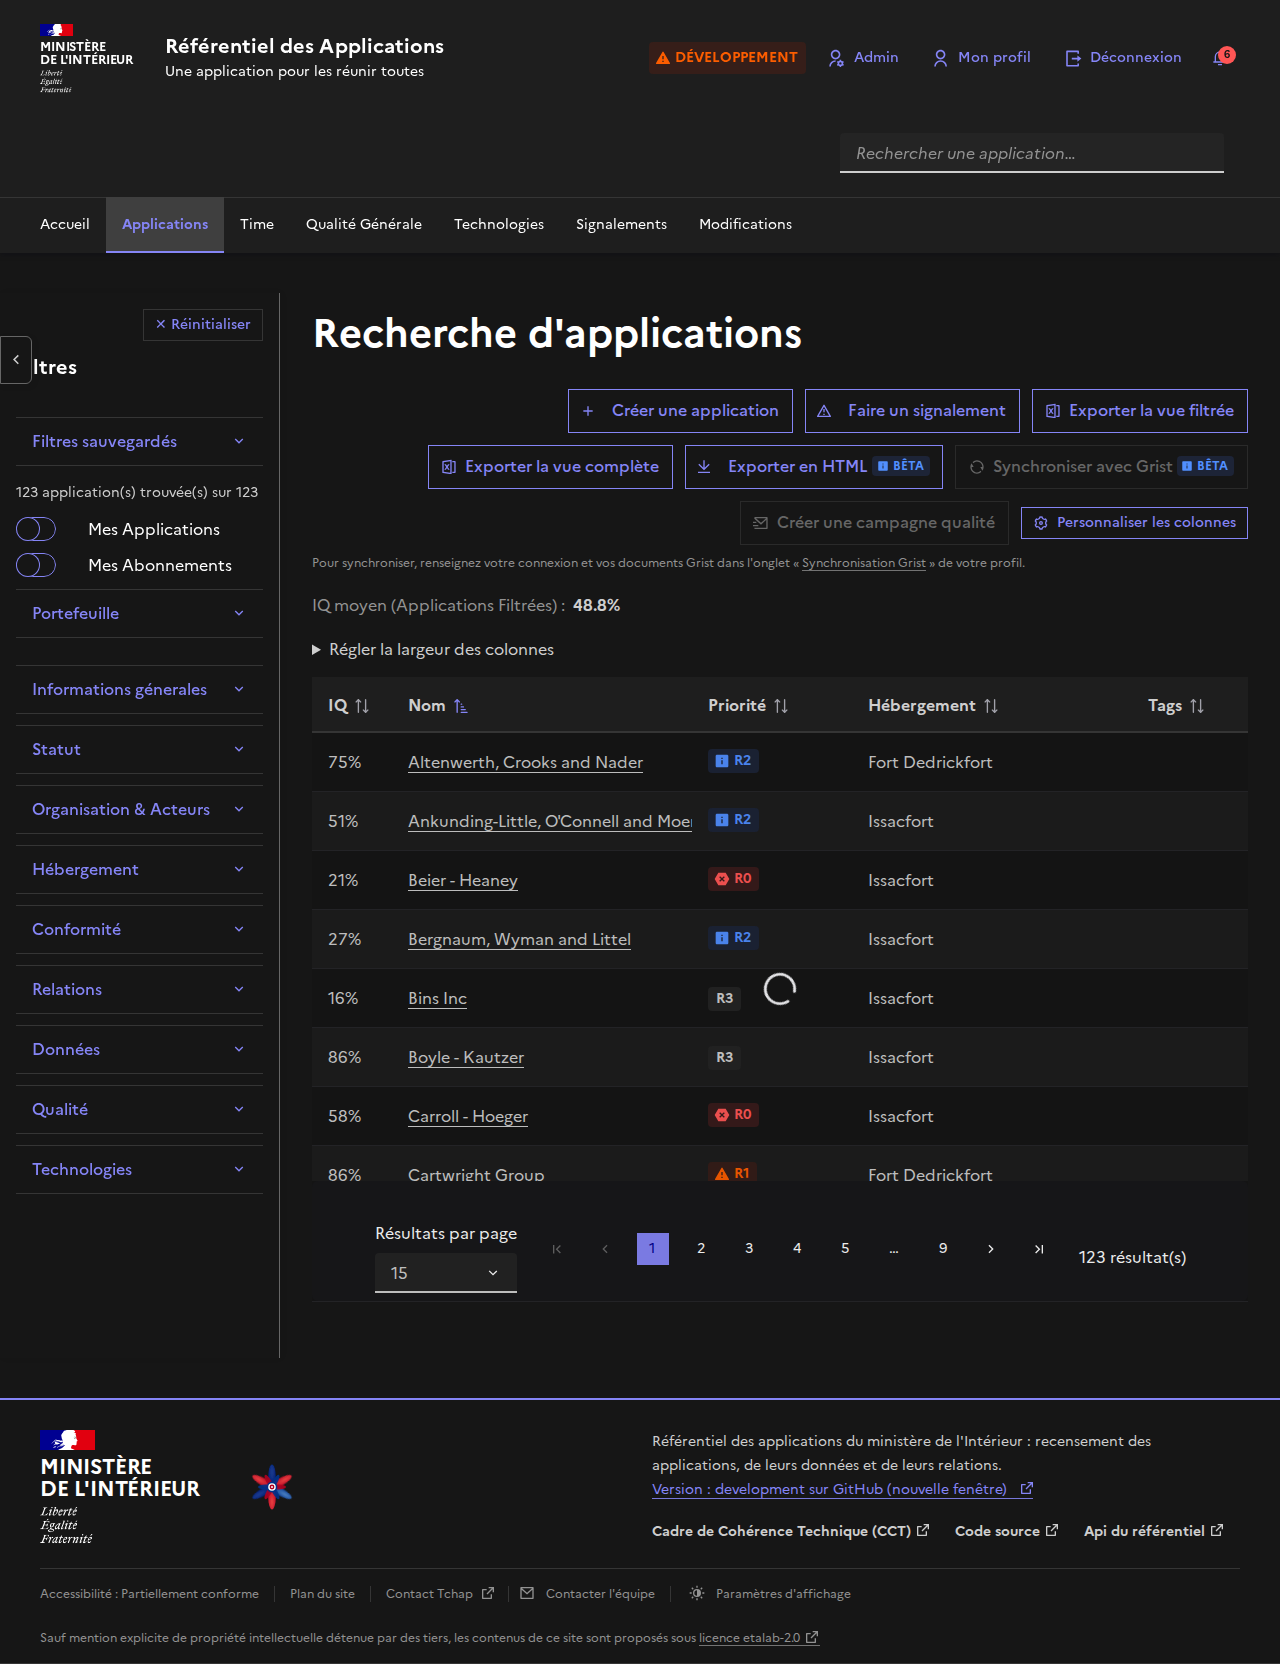 MINISTÈRE
DE L'INTÉRIEUR
Liberté
Égalité
Fraternité
Référentiel des Applications
Une application pour les réunir toutes
DÉVELOPPEMENT
Admin
Mon profil
Déconnexion
6
Rechercher une application…
Accueil
Applications
Time
Qualité Générale
Technologies
Signalements
Modifications
Réinitialiser
ltres
Filtres sauvegardés
123 application(s) trouvée(s) sur 123
Mes Applications
Mes Abonnements
Portefeuille
Informations génerales
Statut
Organisation & Acteurs
Hébergement
Conformité
Relations
Données
Qualité
Technologies
Recherche d'applications
Créer une application
Faire un signalement
Exporter la vue filtrée
Exporter la vue complète
Exporter en HTML BÊTA
Synchroniser avec Grist BÊTA
Créer une campagne qualité
Personnaliser les colonnes
Pour synchroniser, renseignez votre connexion et vos documents Grist dans l'onglet « Synchronisation Grist » de votre profil.
IQ moyen (Applications Filtrées) : 48.8%
Régler la largeur des colonnes
IQ Nom Priorité Hébergement Tags
75% Altenwerth, Crooks and Nader R2 Fort Dedrickfort
51% Ankunding-Little, O'Connell and Moen R2 Issacfort
21% Beier - Heaney R0 Issacfort
27% Bergnaum, Wyman and Littel R2 Issacfort
16% Bins Inc R3 Issacfort
86% Boyle - Kautzer R3 Issacfort
58% Carroll - Hoeger R0 Issacfort
86% Cartwright Group R1 Fort Dedrickfort
Résultats par page
15
1 2 3 4 5 … 9
123 résultat(s)
MINISTÈRE
DE L'INTÉRIEUR
Liberté
Égalité
Fraternité
Référentiel des applications du ministère de l'Intérieur : recensement des
applications, de leurs données et de leurs relations.
Version : development sur GitHub (nouvelle fenêtre)
Cadre de Cohérence Technique (CCT)
Code source
Api du référentiel
Accessibilité : Partiellement conforme
Plan du site
Contact Tchap
Contacter l'équipe
Paramètres d'affichage
Sauf mention explicite de propriété intellectuelle détenue par des tiers, les contenus de ce site sont proposés sous licence etalab-2.0